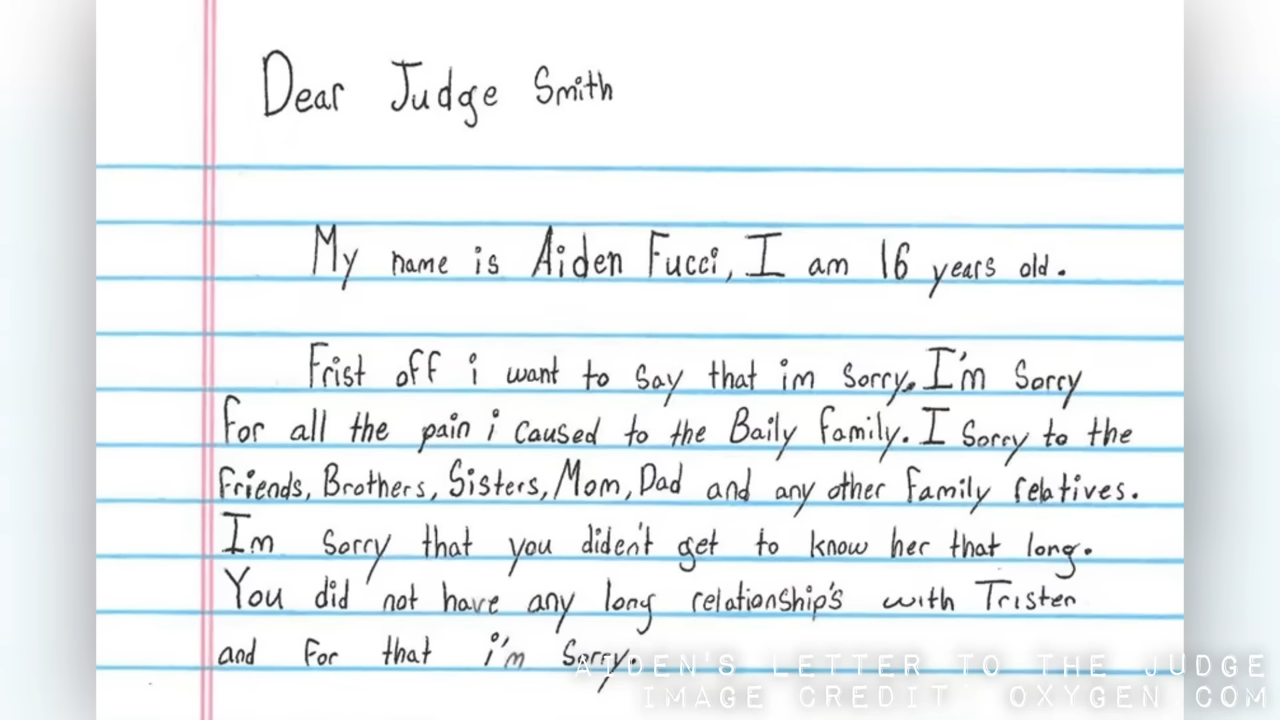 Dear Judge Smith
My name is Aiden Fucci, I am 16 years old.
Frist off i want to say that im sorry. I'm Sorry
For all the pain i caused to the Baily family. I Sorry to the
friends, Brothers, Sisters, Mom, Dad and any other family relatives.
Im Sorry that you diden't get to know her that long.
You did not have any long relationship's with Tristen
and for that i'm Sorry.
AIDEN'S LETTER TO THE JUDGE
IMAGE CREDIT: OXYGEN.COM